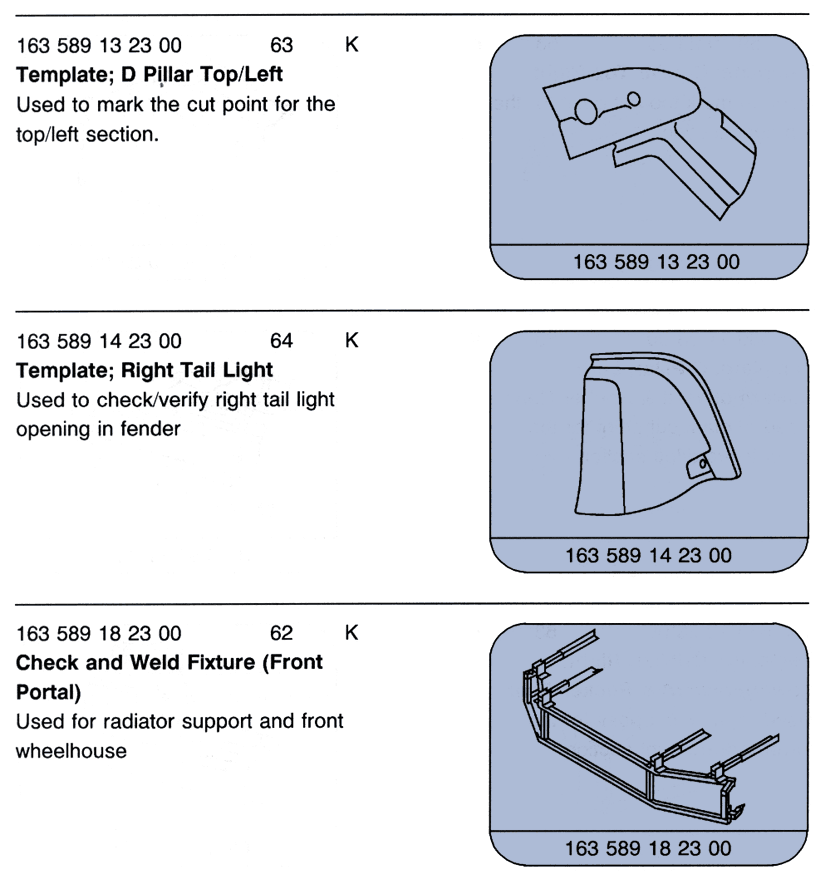 163 589 13 23 00 63 K
Template; D Pillar Top/Left
Used to mark the cut point for the
top/left section.
163 589 13 23 00
163 589 14 23 00 64 K
Template; Right Tail Light
Used to check/verify right tail light
opening in fender
163 589 14 23 00
163 589 18 23 00 62 K
Check and Weld Fixture (Front
Portal)
Used for radiator support and front
wheelhouse
163 589 18 23 00